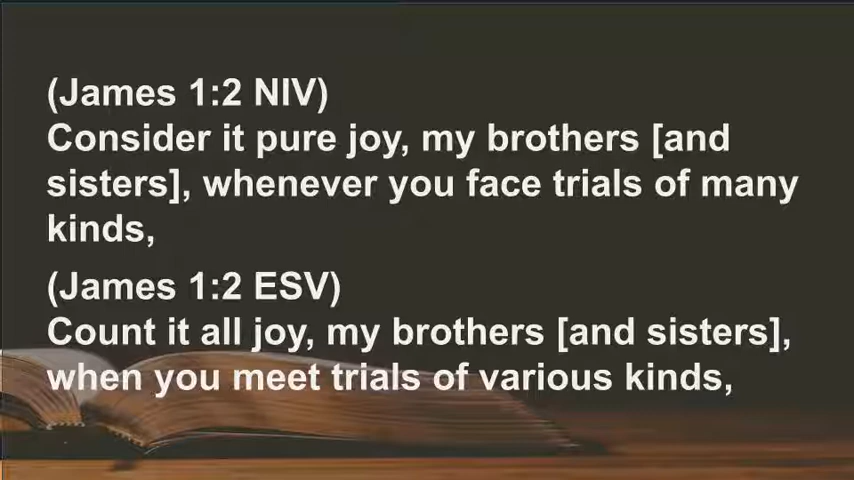 (James 1:2 NIV)
Consider it pure joy, my brothers [and
sisters], whenever you face trials of many
kinds,
(James 1:2 ESV)
Count it all joy, my brothers [and sisters],
when you meet trials of various kinds,